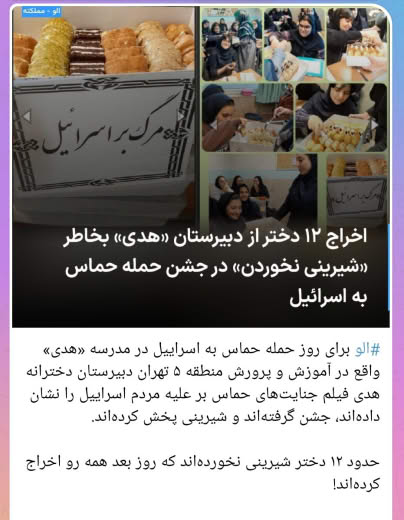 الو - مملکته
مرگ بر اسرائیل
مرگ بر اسرائیل
اخراج ۱۲ دختر از دبیرستان «هدی» بخاطر
«شیرینی نخوردن» در جشن حمله حماس
به اسرائیل
#الو برای روز حمله حماس به اسراییل در مدرسه «هدی»
واقع در آموزش و پرورش منطقه ۵ تهران دبیرستان دخترانه
هدی فیلم جنایت‌های حماس بر علیه مردم اسراییل را نشان
داده‌اند، جشن گرفته‌اند و شیرینی پخش کرده‌اند.
حدود ۱۲ دختر شیرینی نخورده‌اند که روز بعد همه رو اخراج
کرده‌اند!